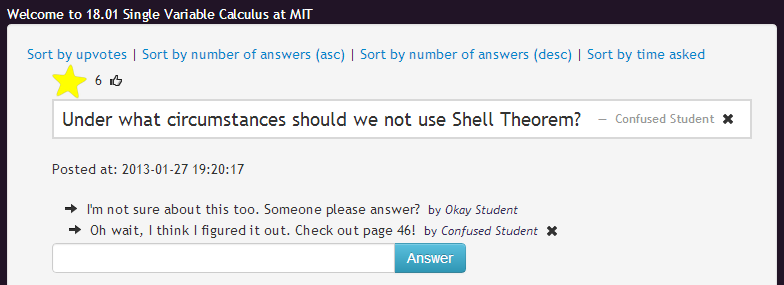 Welcome to 18.01 Single Variable Calculus at MIT
Sort by upvotes | Sort by number of answers (asc) | Sort by number of answers (desc) | Sort by time asked
6
Under what circumstances should we not use Shell Theorem? — Confused Student ✖
Posted at: 2013-01-27 19:20:17
➔ I'm not sure about this too. Someone please answer? by Okay Student
➔ Oh wait, I think I figured it out. Check out page 46! by Confused Student ✖
Answer